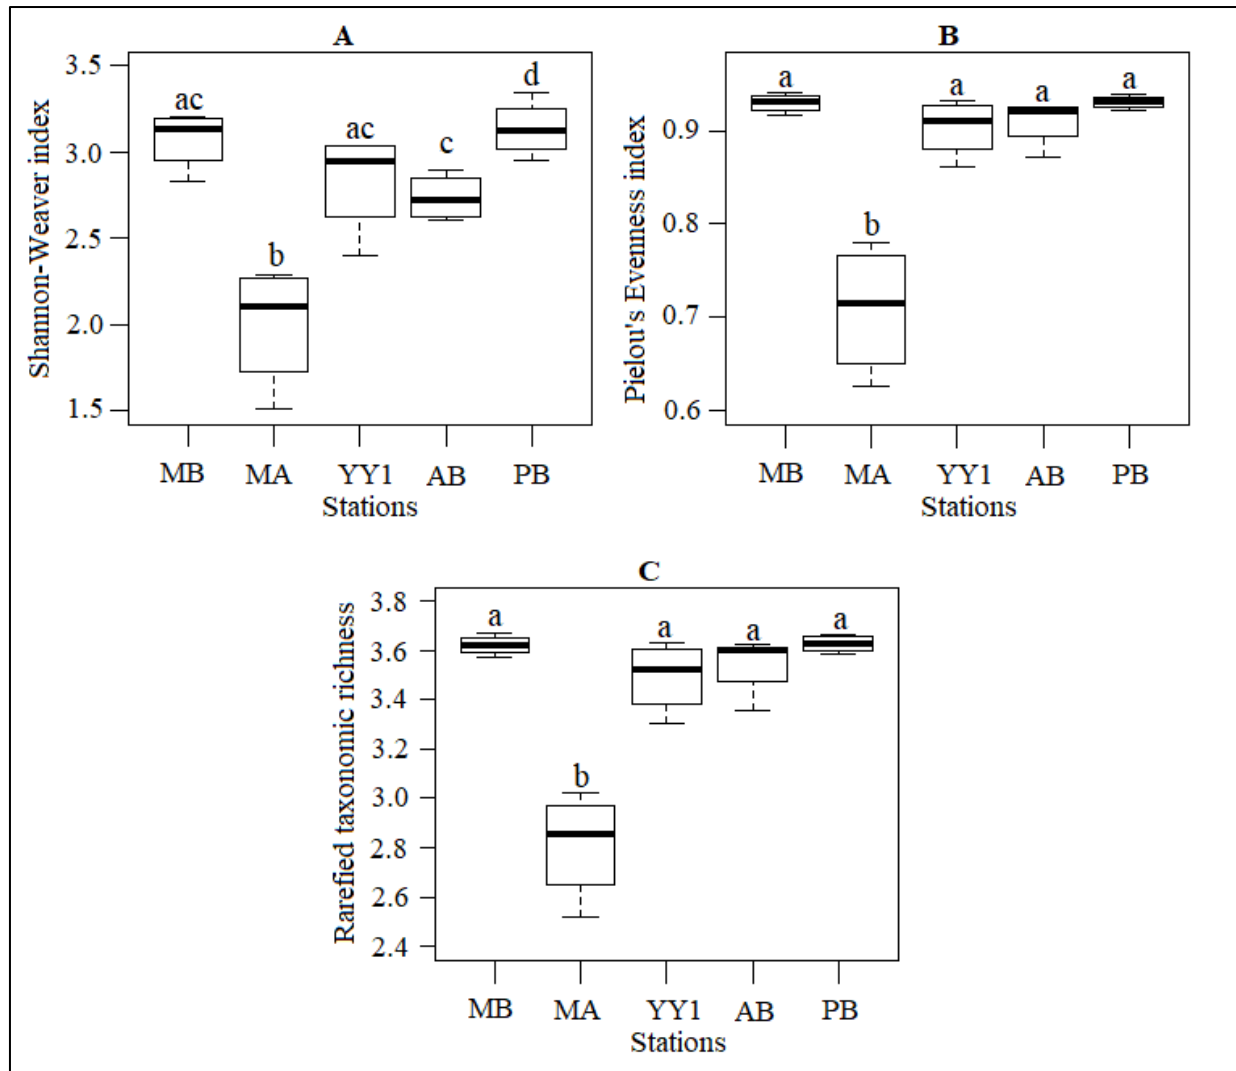 A
Shannon-Weaver index
3.5
3.0
2.5
2.0
1.5
ac
b
ac
c
d
MB MA YY1 AB PB
Stations
B
Pielou's Evenness index
0.9
0.8
0.7
0.6
a
b
a
a
a
MB MA YY1 AB PB
Stations
C
Rarefied taxonomic richness
3.8
3.6
3.4
3.2
3.0
2.8
2.6
2.4
a
b
a
a
a
MB MA YY1 AB PB
Stations